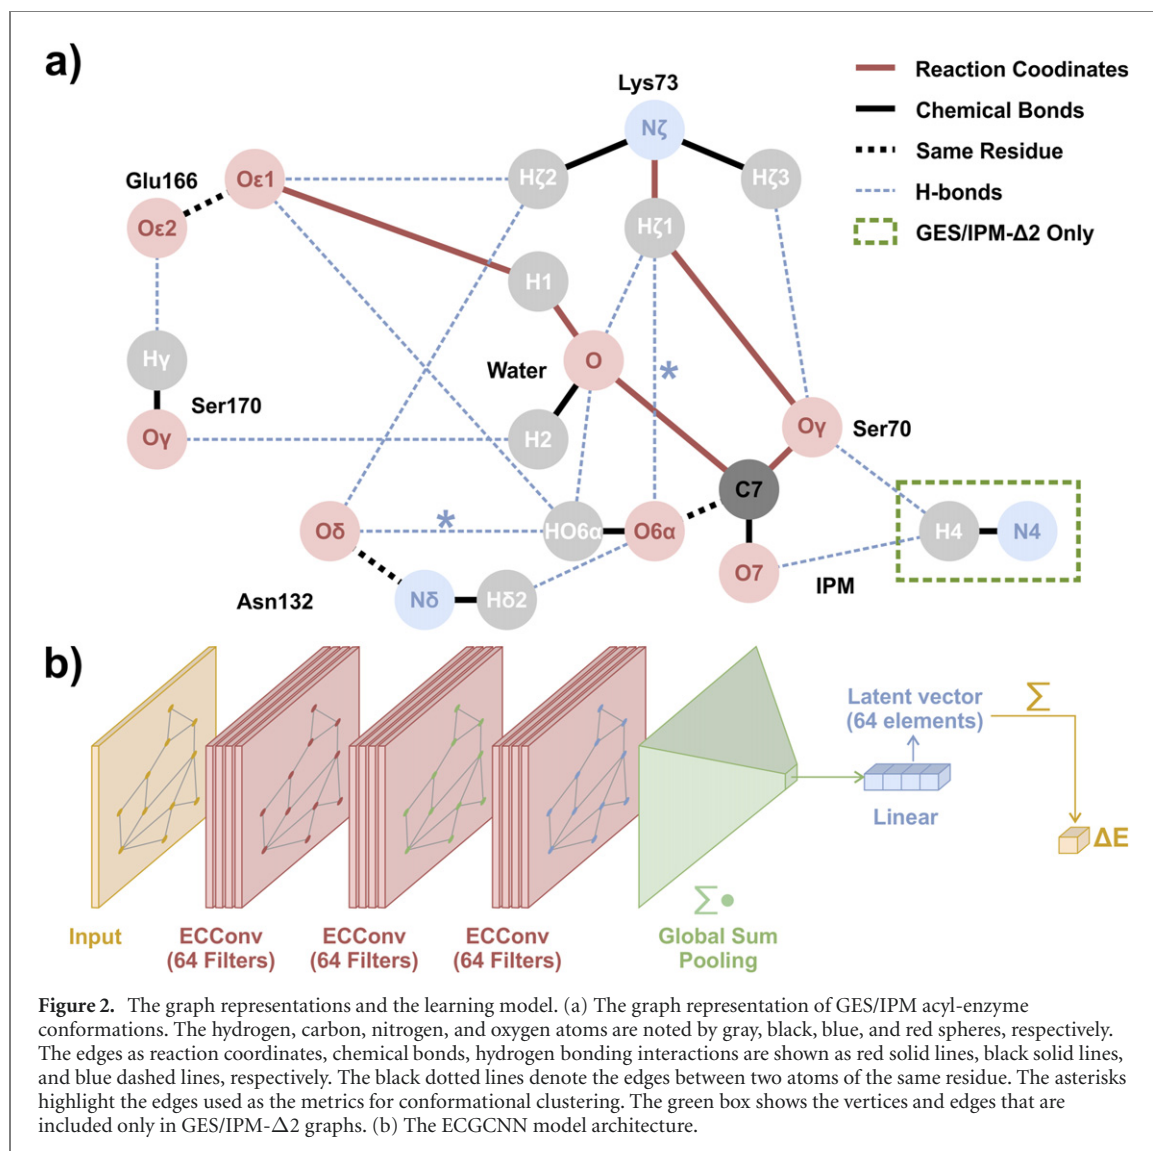 a)
Lys73
Nζ
Reaction Coodinates
Chemical Bonds
Same Residue
H-bonds
GES/IPM-Δ2 Only
Glu166
Oε1
Oε2
Hζ2
Hζ3
Hζ1
H1
Hγ
Water
O
*
Ser170
Oγ
H2
Oγ
Ser70
C7
Oδ
*
HO6α
O6α
H4
N4
O7
IPM
Asn132
Nδ
Hδ2
b)
Latent vector
(64 elements)
Σ
Linear
ΔE
Σ•
Input
ECConv
(64 Filters)
ECConv
(64 Filters)
ECConv
(64 Filters)
Global Sum
Pooling
Figure 2. The graph representations and the learning model. (a) The graph representation of GES/IPM acyl-enzyme
conformations. The hydrogen, carbon, nitrogen, and oxygen atoms are noted by gray, black, blue, and red spheres, respectively.
The edges as reaction coordinates, chemical bonds, hydrogen bonding interactions are shown as red solid lines, black solid lines,
and blue dashed lines, respectively. The black dotted lines denote the edges between two atoms of the same residue. The asterisks
highlight the edges used as the metrics for conformational clustering. The green box shows the vertices and edges that are
included only in GES/IPM-Δ2 graphs. (b) The ECGCNN model architecture.